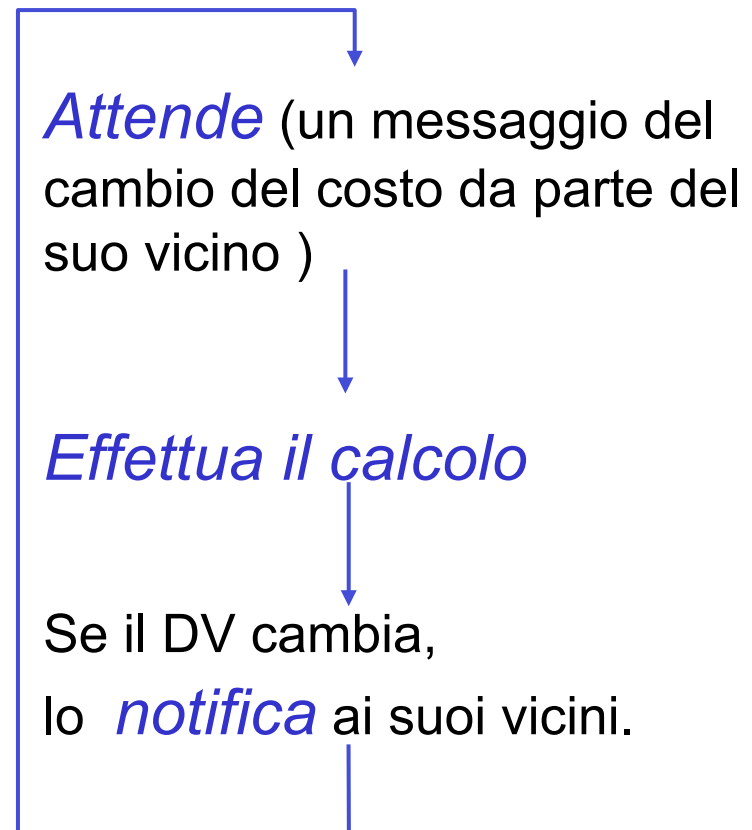 Attende (un messaggio del
cambio del costo da parte del
suo vicino )
Effettua il calcolo
Se il DV cambia,
lo notifica ai suoi vicini.